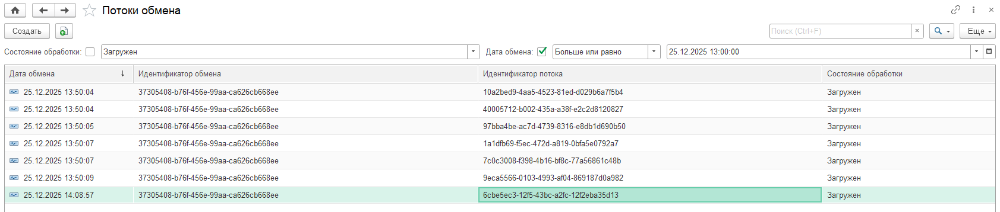 Потоки обмена
Создать Поиск (Ctrl+F) × Еще
Состояние обработки: Загружен Дата обмена: Больше или равно 25.12.2025 13:00:00
Дата обмена ↓ Идентификатор обмена Идентификатор потока Состояние обработки
25.12.2025 13:50:04 37305408-b76f-456e-99aa-ca626cb668ee 10a2bed9-4aa5-4523-81ed-d029b6a7f5b4 Загружен
25.12.2025 13:50:04 37305408-b76f-456e-99aa-ca626cb668ee 40005712-b002-435a-a38f-e2c2d8120827 Загружен
25.12.2025 13:50:05 37305408-b76f-456e-99aa-ca626cb668ee 97bba4be-ac7d-4739-8316-e8db1d690b50 Загружен
25.12.2025 13:50:07 37305408-b76f-456e-99aa-ca626cb668ee 1a1dfb69-f5ec-472d-a819-0bfa5e0792a7 Загружен
25.12.2025 13:50:07 37305408-b76f-456e-99aa-ca626cb668ee 7c0c3008-f398-4b16-bf8c-77a56861c48b Загружен
25.12.2025 13:50:09 37305408-b76f-456e-99aa-ca626cb668ee 9eca5566-0103-4993-af04-869187d0a982 Загружен
25.12.2025 14:08:57 37305408-b76f-456e-99aa-ca626cb668ee 6cbe5ec3-12f5-43bc-a2fc-12f2eba35d13 Загружен